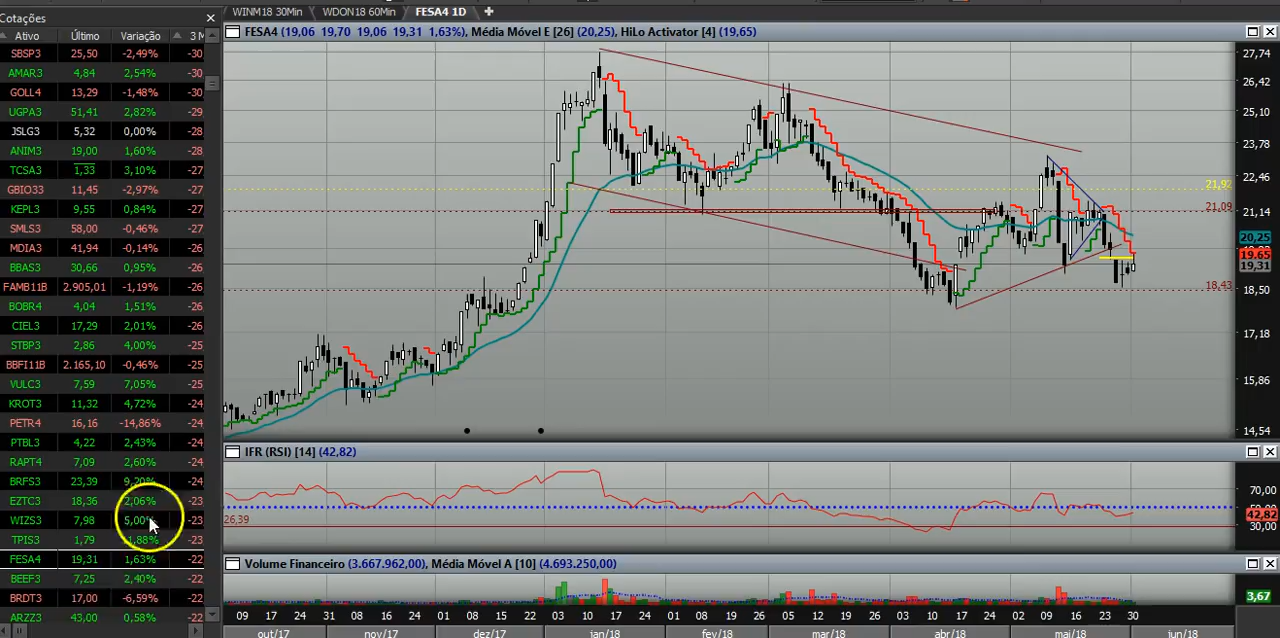 WINM18 30Min WDON18 60Min FESA4 1D
Cotações
Ativo Último Variação 3 M
SBSP3 25,50 -2,49% -30
AMAR3 4,84 2,54% -30
GOLL4 13,29 -1,48% -30
UGPA3 51,41 2,82% -29
JSLG3 5,32 0,00% -28
ANIM3 19,00 1,60% -28
TCSA3 1,33 3,10% -27
GBIO33 11,45 -2,97% -27
KEPL3 9,55 0,84% -27
SMLS3 58,00 -0,46% -27
MDIA3 41,94 -0,14% -26
BBAS3 30,66 0,95% -26
FAMB11B 2.905,01 -1,19% -26
BOBR4 4,04 1,51% -26
CIEL3 17,29 2,01% -26
STBP3 2,86 4,00% -25
BBFI11B 2.165,10 -0,46% -25
VULC3 7,59 7,05% -25
KROT3 11,32 4,72% -24
PETR4 16,16 -14,86% -24
PTBL3 4,22 2,43% -24
RAPT4 7,09 2,60% -24
BRFS3 23,39 9,20% -24
EZTC3 18,36 2,06% -23
WIZS3 7,98 5,00% -23
TPIS3 1,79 11,88% -23
FESA4 19,31 1,63% -22
BEEF3 7,25 2,40% -22
BRDT3 17,00 -6,59% -22
ARZZ3 43,00 0,58% -22
FESA4 (19,06 19,70 19,06 19,31 1,63%), Média Móvel E [26] (20,25), HiLo Activator [4] (19,65)
27,74
26,42
25,10
23,78
22,46
21,92
21,09
21,14
20,25
19,65
19,31
18,43
18,50
17,18
15,86
14,54
IFR (RSI) [14] (42,82)
70,00
42,82
26,39
30,00
Volume Financeiro (3.667.962,00), Média Móvel A [10] (4.693.250,00)
3,67
09 17 24 01 08 16 23 30 08 15 22 03 10 17 24 01 08 19 26 05 12 19 26 03 10 17 24 02 09 16 23 30
out/17 nov/17 dez/17 jan/18 fev/18 mar/18 abr/18 mai/18 jun/18